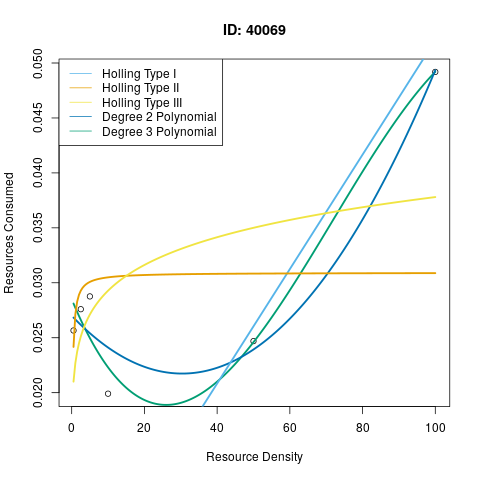 ID: 40069
Holling Type I
Holling Type II
Holling Type III
Degree 2 Polynomial
Degree 3 Polynomial
Resources Consumed
0.050
0.045
0.040
0.035
0.030
0.025
0.020
0 20 40 60 80 100
Resource Density